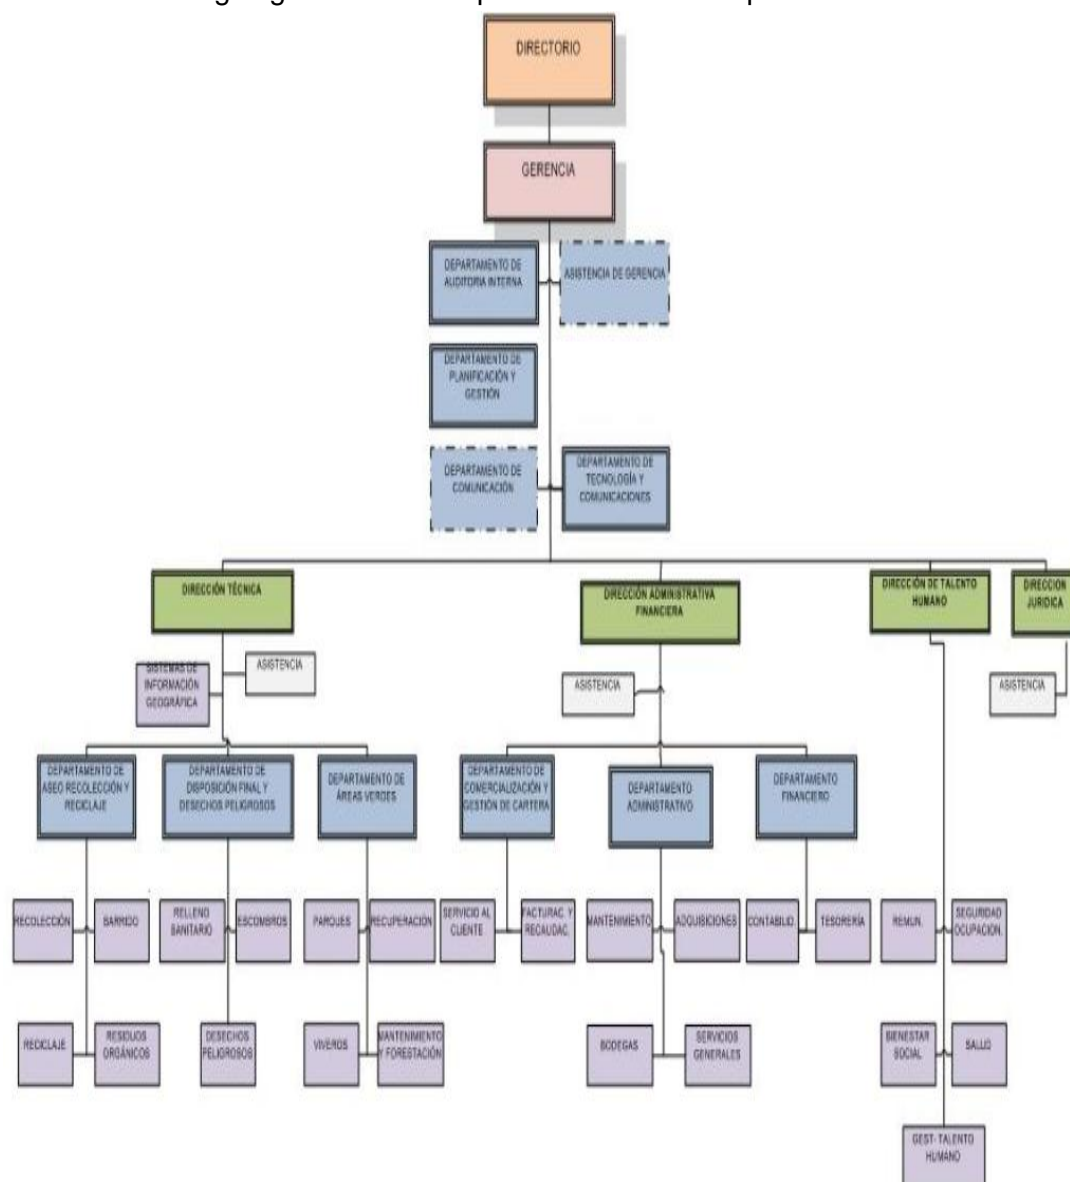 DIRECTORIO
GERENCIA
DEPARTAMENTO DE
AUDITORIA INTERNA
ASISTENCIA DE GERENCIA
DEPARTAMENTO DE
PLANIFICACIÓN Y
GESTIÓN
DEPARTAMENTO DE
COMUNICACIÓN
DEPARTAMENTO DE
TECNOLOGÍA Y
COMUNICACIONES
DIRECCIÓN TÉCNICA
DIRECCIÓN ADMINISTRATIVA
FINANCIERA
DIRECCIÓN DE TALENTO
HUMANO
DIRECCION
JURIDICA
SISTEMAS DE
INFORMACIÓN
GEOGRÁFICA
ASISTENCIA
ASISTENCIA
ASISTENCIA
DEPARTAMENTO DE
ASEO RECOLECCIÓN Y
RECICLAJE
DEPARTAMENTO DE
DISPOSICIÓN FINAL Y
DESECHOS PELIGROSOS
DEPARTAMENTO DE
ÁREAS VERDES
DEPARTAMENTO DE
COMERCIALIZACIÓN Y
GESTIÓN DE CARTERA
DEPARTAMENTO
ADMINISTRATIVO
DEPARTAMENTO
FINANCIERO
RECOLECCIÓN
BARRIDO
RELLENO
SANITARIO
ESCOMBROS
PARQUES
RECUPERACIÓN
SERVICIO AL
CLIENTE
FACTURAC. Y
RECAUDAC.
MANTENIMIENTO
ADQUISICIONES
CONTABILID.
TESORERÍA
REMUN.
SEGURIDAD
OCUPACION.
RECICLAJE
RESIDUOS
ORGÁNICOS
DESECHOS
PELIGROSOS
VIVEROS
MANTENIMIENTO
Y FORESTACIÓN
BODEGAS
SERVICIOS
GENERALES
BIENESTAR
SOCIAL
SALUD
GEST- TALENTO
HUMANO